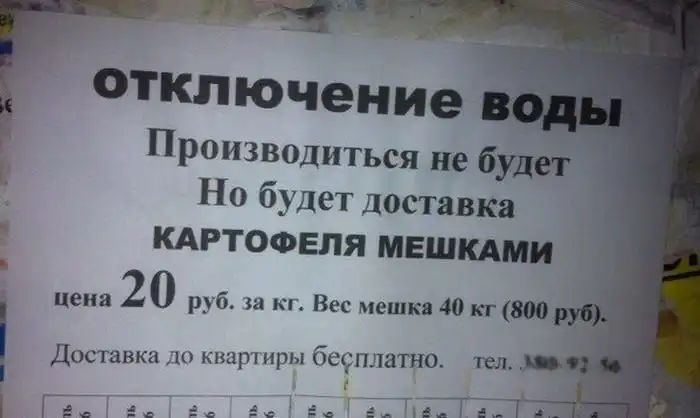 ОТКЛЮЧЕНИЕ ВОДЫ
Производиться не будет
Но будет доставка
КАРТОФЕЛЯ МЕШКАМИ
цена 20 руб. за кг. Вес мешка 40 кг (800 руб).
Доставка до квартиры бесплатно. тел.